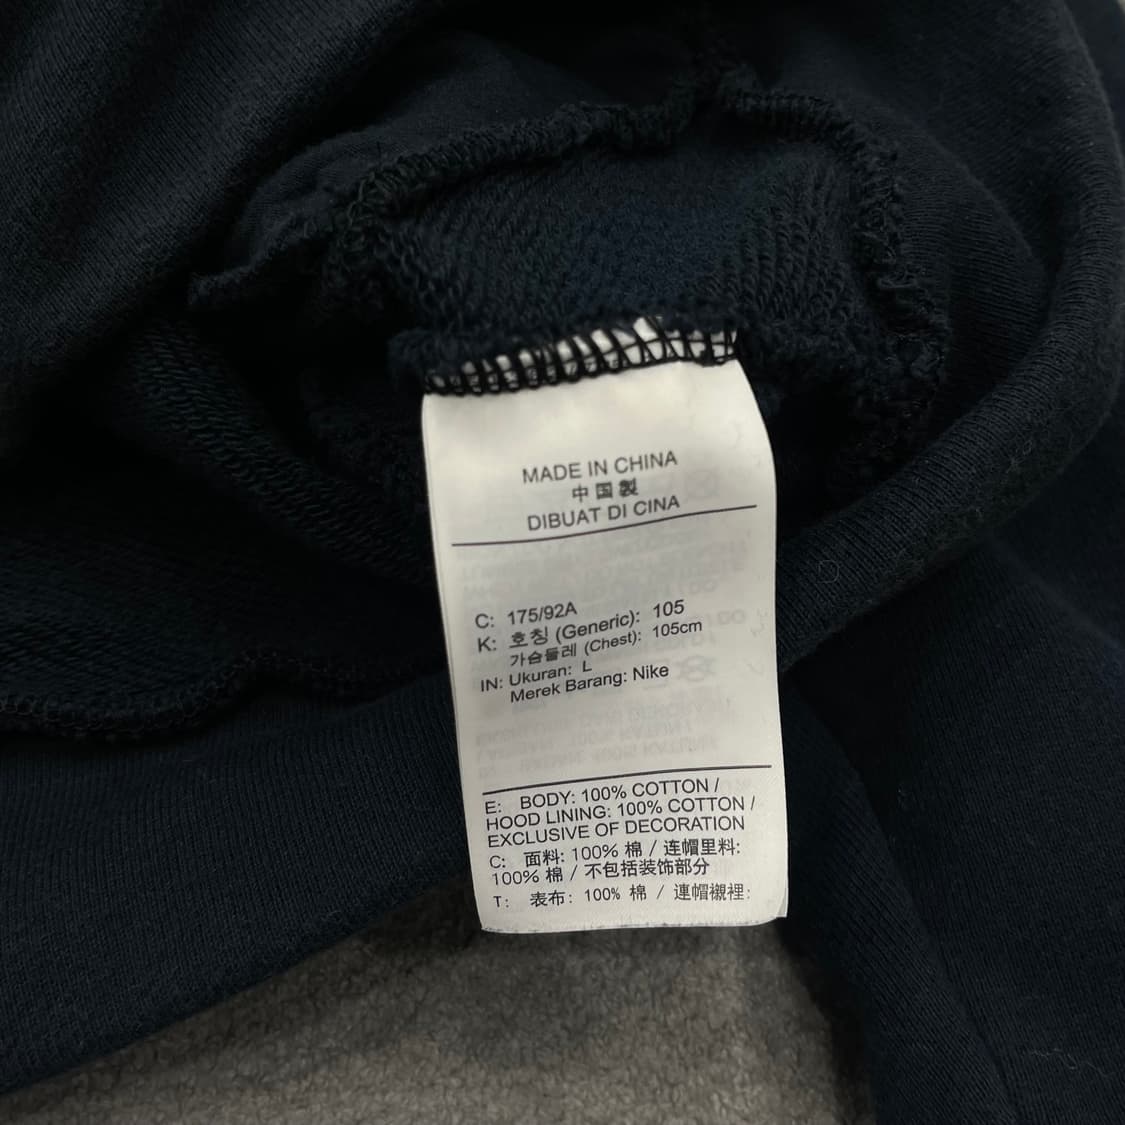 MADE IN CHINA
中国製
DIBUAT DI CINA
C: 175/92A
K: 호칭 (Generic): 105
가슴둘레 (Chest): 105cm
IN: Ukuran: L
Merek Barang: Nike
E: BODY: 100% COTTON /
HOOD LINING: 100% COTTON /
EXCLUSIVE OF DECORATION
C: 面料: 100% 棉 / 连帽里料:
100% 棉 / 不包括装饰部分
T: 表布: 100% 棉 / 連帽襯裡: